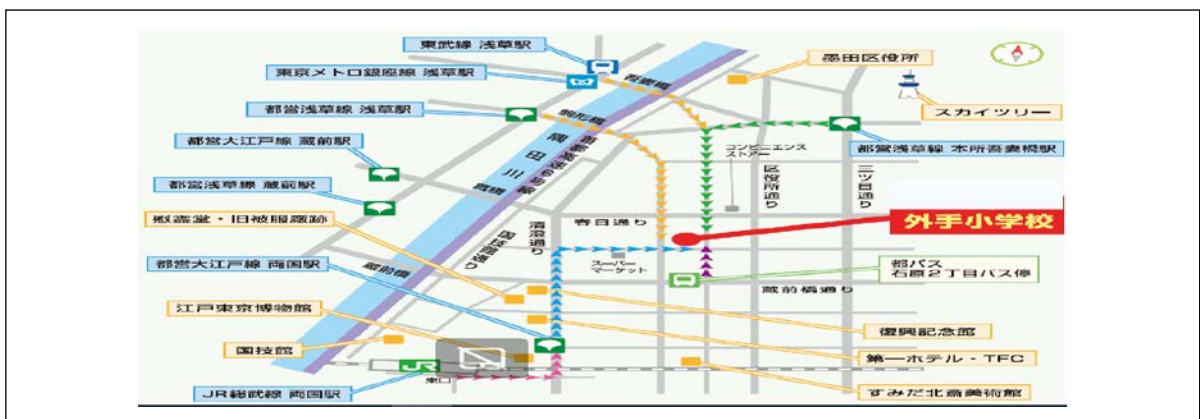 東武線 浅草駅
東京メトロ銀座線 浅草駅
都営浅草線 浅草駅
都営大江戸線 蔵前駅
都営浅草線 蔵前駅
慰霊堂・旧被服廠跡
都営大江戸線 両国駅
江戸東京博物館
国技館
JR総武線 両国駅
吾妻橋
駒形橋
首都高速6号線
隅田川
厩橋
蔵前橋
国技館通り
清澄通り
春日通り
スーパー
マーケット
JR
東口
墨田区役所
スカイツリー
コンビニエンス
ストアー
都営浅草線 本所吾妻橋駅
区役所通り
三ツ目通り
外手小学校
都バス
石原2丁目バス停
蔵前橋通り
復興記念館
第一ホテル・TFC
すみだ北斎美術館